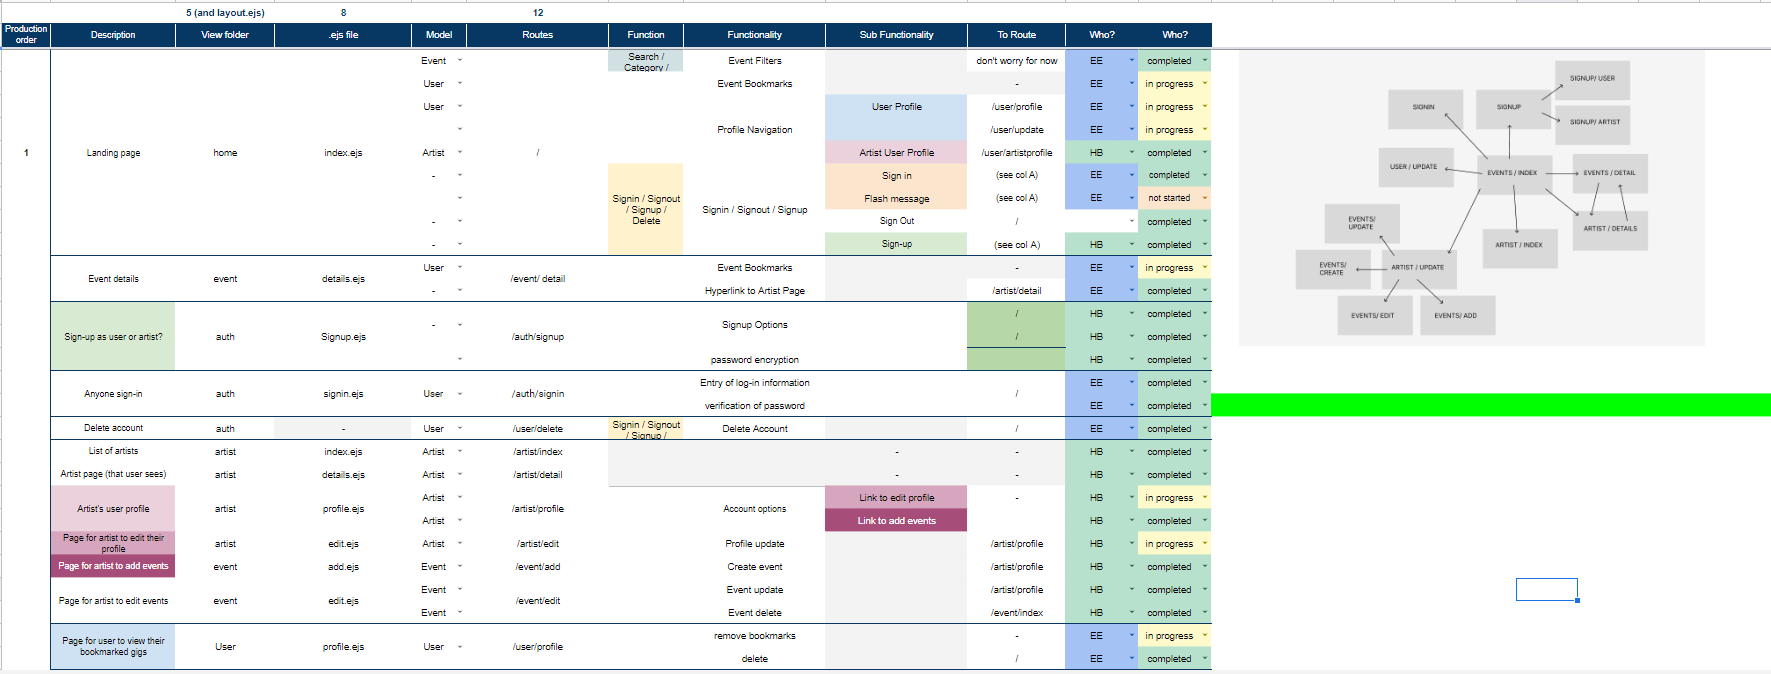 5 (and layout.ejs) 8 12
Production order Description View folder .ejs file Model Routes Function Functionality Sub Functionality To Route Who? Who?
Event Search / Category / Event Filters don't worry for now EE completed
User Event Bookmarks - EE in progress
User User Profile /user/profile EE in progress
Profile Navigation /user/update EE in progress
1 Landing page home index.ejs Artist / Artist User Profile /user/artistprofile HB completed
- Sign in (see col A) EE completed
Signin / Signout / Signup / Delete Flash message (see col A) EE not started
Signin / Signout / Signup
- Sign Out / completed
- Sign-up (see col A) HB completed
User Event Bookmarks - EE in progress
Event details event details.ejs /event/ detail
- Hyperlink to Artist Page /artist/detail EE completed
/ HB completed
- Signup Options
Sign-up as user or artist? auth Signup.ejs /auth/signup / HB completed
password encryption HB completed
Entry of log-in information EE completed
Anyone sign-in auth signin.ejs User /auth/signin /
verification of password EE completed
Delete account auth - User /user/delete Signin / Signout / Signup / Delete Account / EE completed
List of artists artist index.ejs Artist /artist/index - - HB completed
Artist page (that user sees) artist details.ejs Artist /artist/detail - - HB completed
Artist Link to edit profile - HB in progress
Artist's user profile artist profile.ejs /artist/profile Account options
Artist Link to add events HB completed
Page for artist to edit their profile artist edit.ejs Artist /artist/edit Profile update /artist/profile HB in progress
Page for artist to add events event add.ejs Event /event/add Create event /artist/profile HB completed
Event Event update /artist/profile HB completed
Page for artist to edit events event edit.ejs /event/edit
Event Event delete /event/index HB completed
remove bookmarks - EE in progress
Page for user to view their bookmarked gigs User profile.ejs User /user/profile
delete / EE completed
SIGNUP/ USER
SIGNIN
SIGNUP
SIGNUP/ ARTIST
USER / UPDATE
EVENTS / INDEX
EVENTS / DETAIL
EVENTS/
UPDATE
ARTIST / DETAILS
ARTIST / INDEX
EVENTS/
CREATE
ARTIST / UPDATE
EVENTS/ EDIT
EVENTS/ ADD